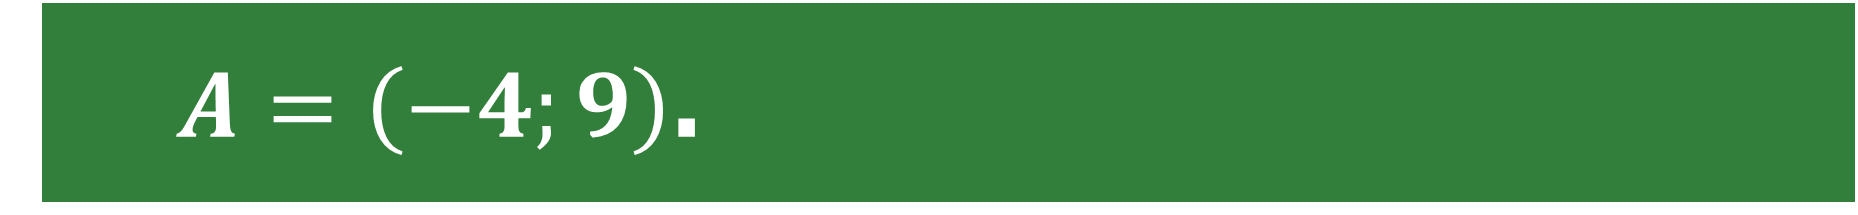 A = (−4; 9).